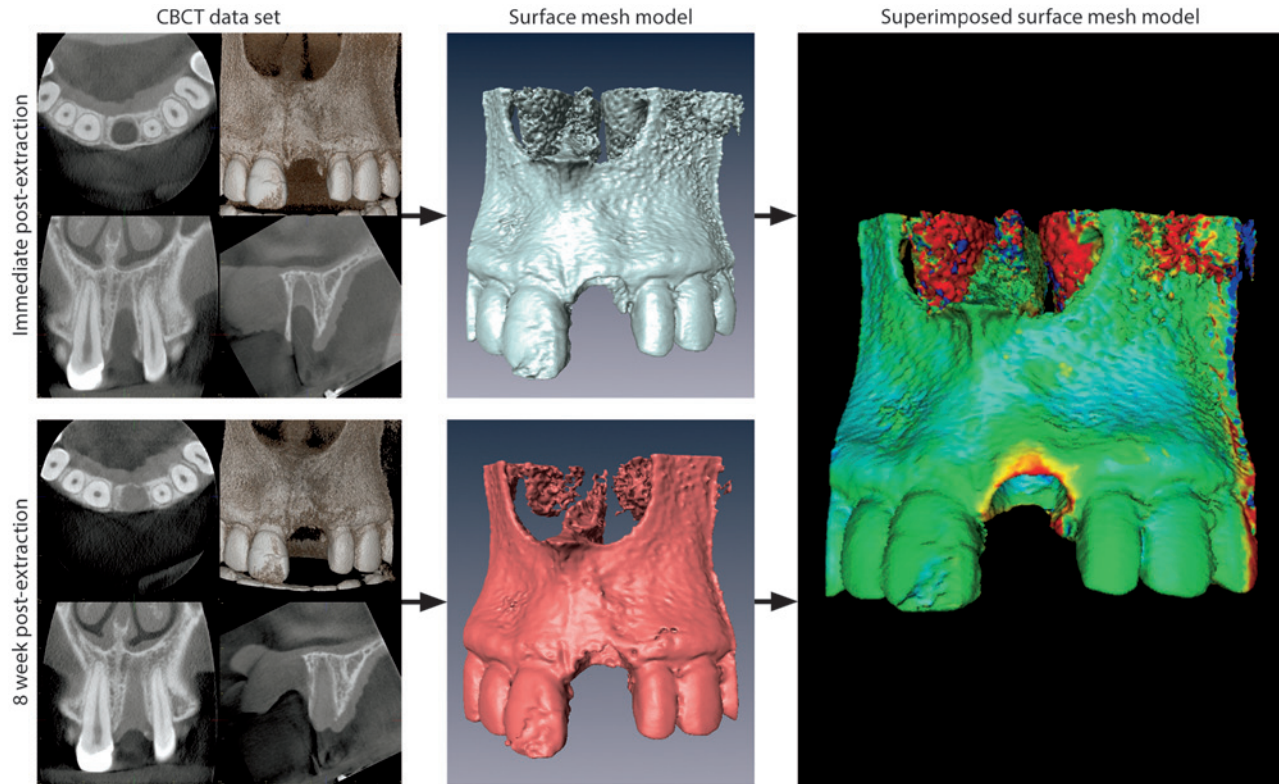 CBCT data set
Surface mesh model
Superimposed surface mesh model
Immediate post-extraction
8 week post-extraction